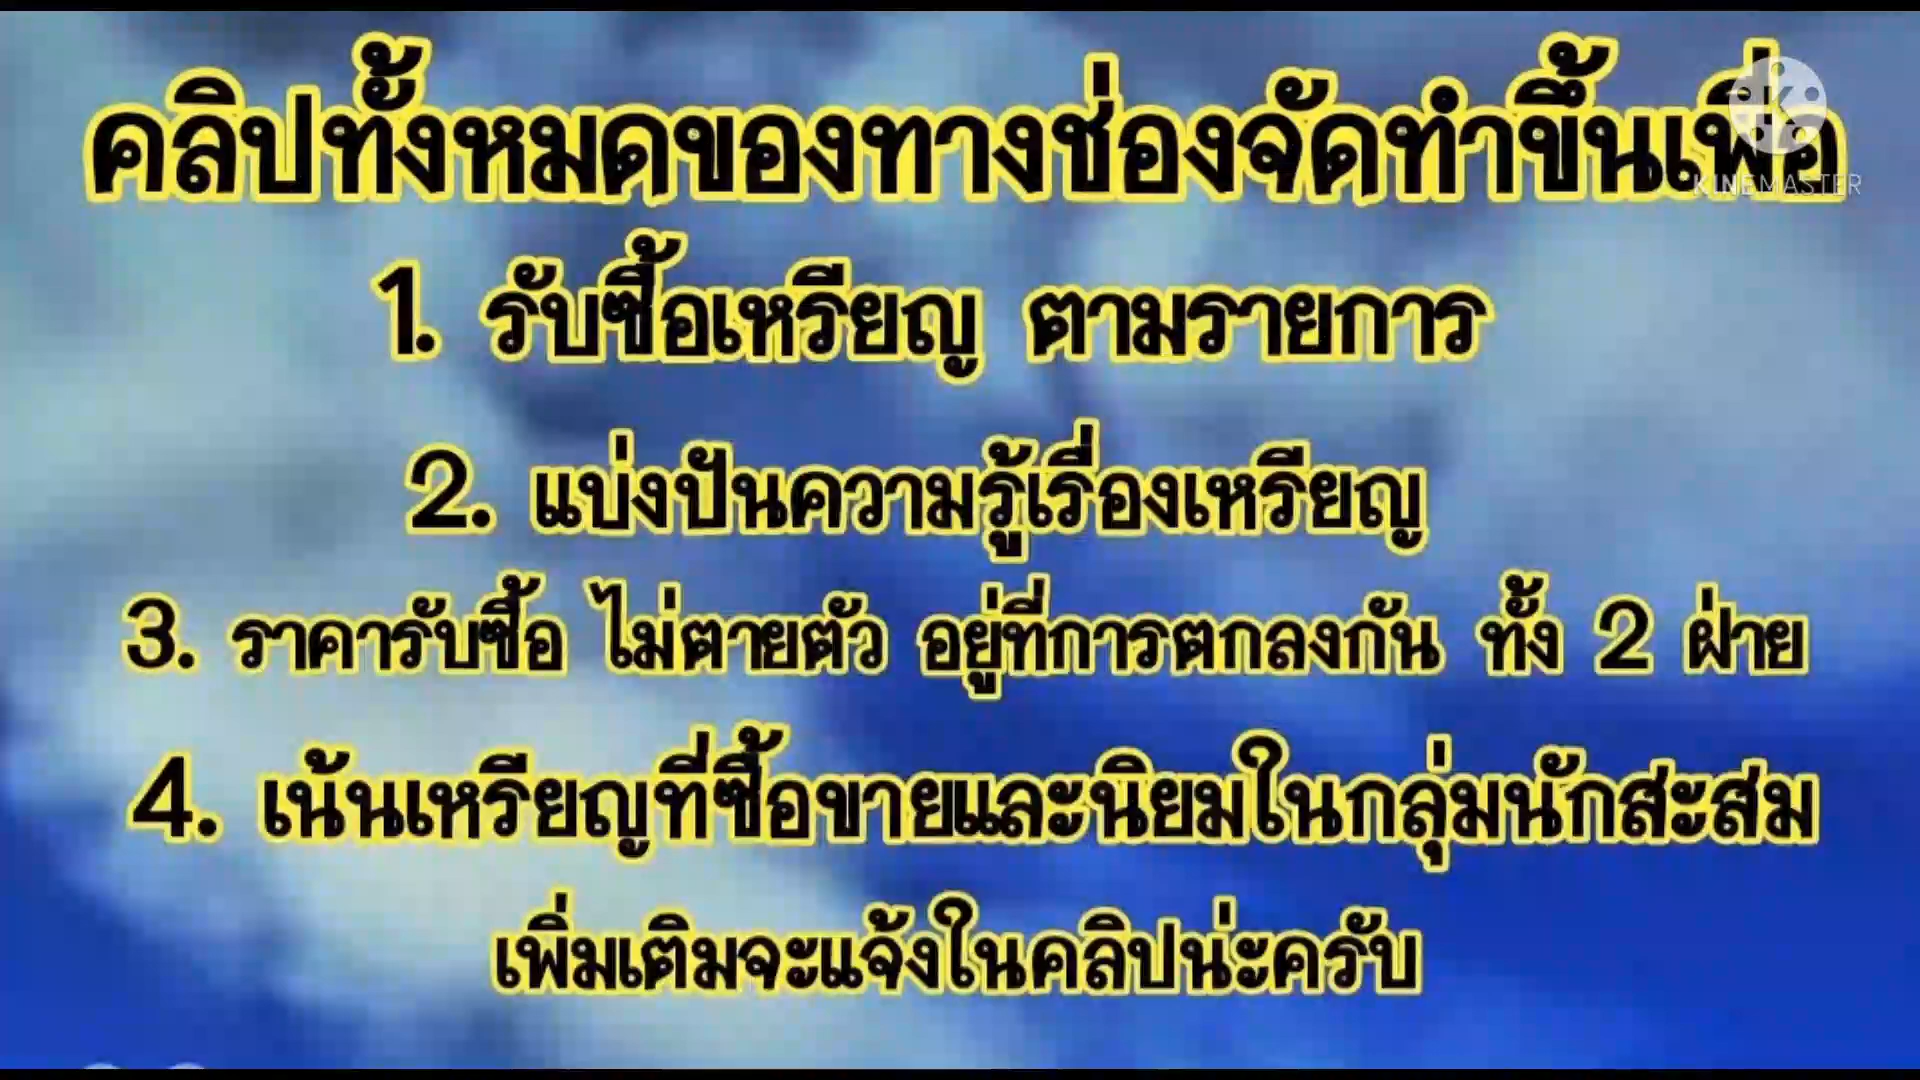 คลิปทั้งหมดของทางช่องจัดทำขึ้นเพื่อ
KINEMASTER
1. รับซื้อเหรียญ ตามรายการ
2. แบ่งปันความรู้เรื่องเหรียญ
3. ราคารับซื้อ ไม่ตายตัว อยู่ที่การตกลงกัน ทั้ง 2 ฝ่าย
4. เน้นเหรียญที่ซื้อขายและนิยมในกลุ่มนักสะสม
เพิ่มเติมจะแจ้งในคลิปน่ะครับ